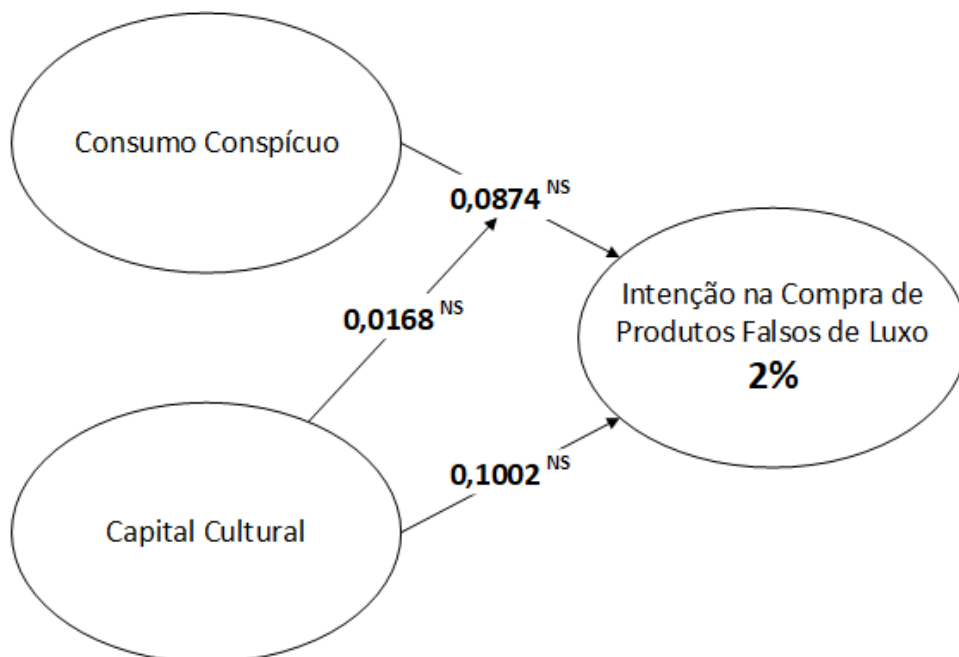 Consumo Conspícuo
0,0874 NS
Intenção na Compra de
Produtos Falsos de Luxo
2%
0,0168 NS
0,1002 NS
Capital Cultural